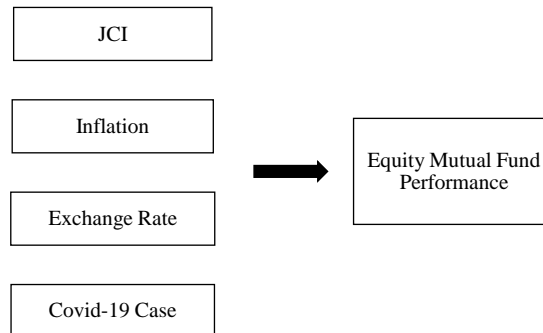 JCI
Inflation
Exchange Rate
Covid-19 Case
Equity Mutual Fund
Performance